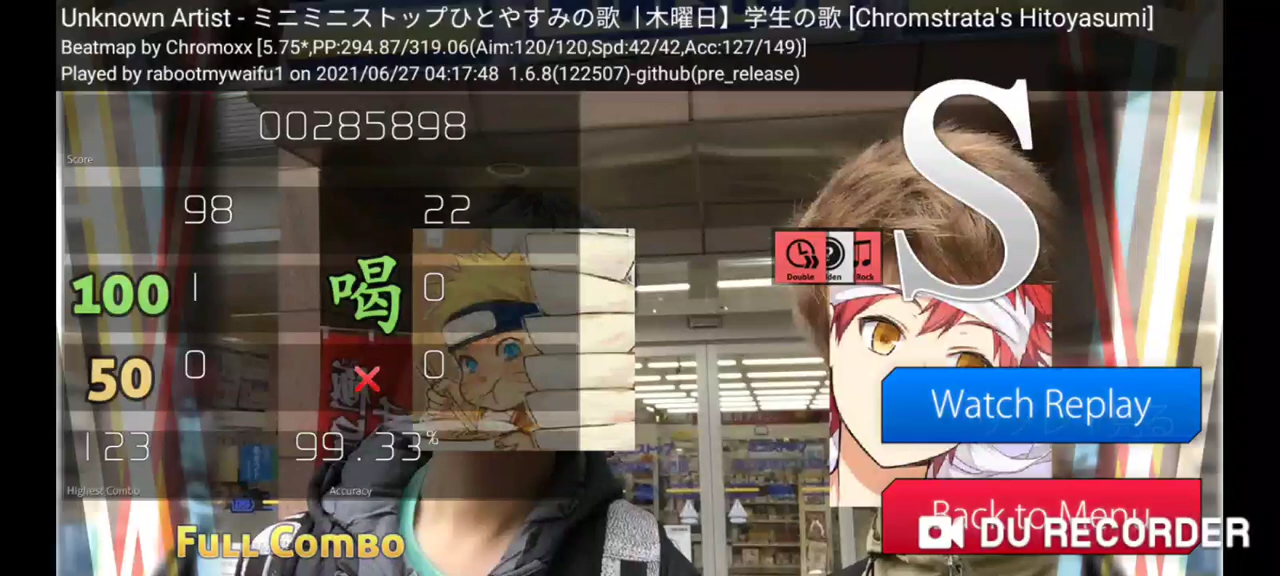 Unknown Artist - ミニミニストップひとやすみの歌【木曜日】学生の歌 [Chromstrata's Hitoyasumi]
Beatmap by Chromoxx [5.75*,PP:294.87/319.06(Aim:120/120,Spd:42/42,Acc:127/149)]
Played by rabootmywaifu1 on 2021/06/27 04:17:48 1.6.8(122507)-github(pre_release)
00285898
Score
S
98 22
Double den Rock
100 1 喝 0
50 0 0
Watch Replay
123 99.33%
Highest Combo Accuracy
Back to Menu
DU RECORDER
FULL COMBO